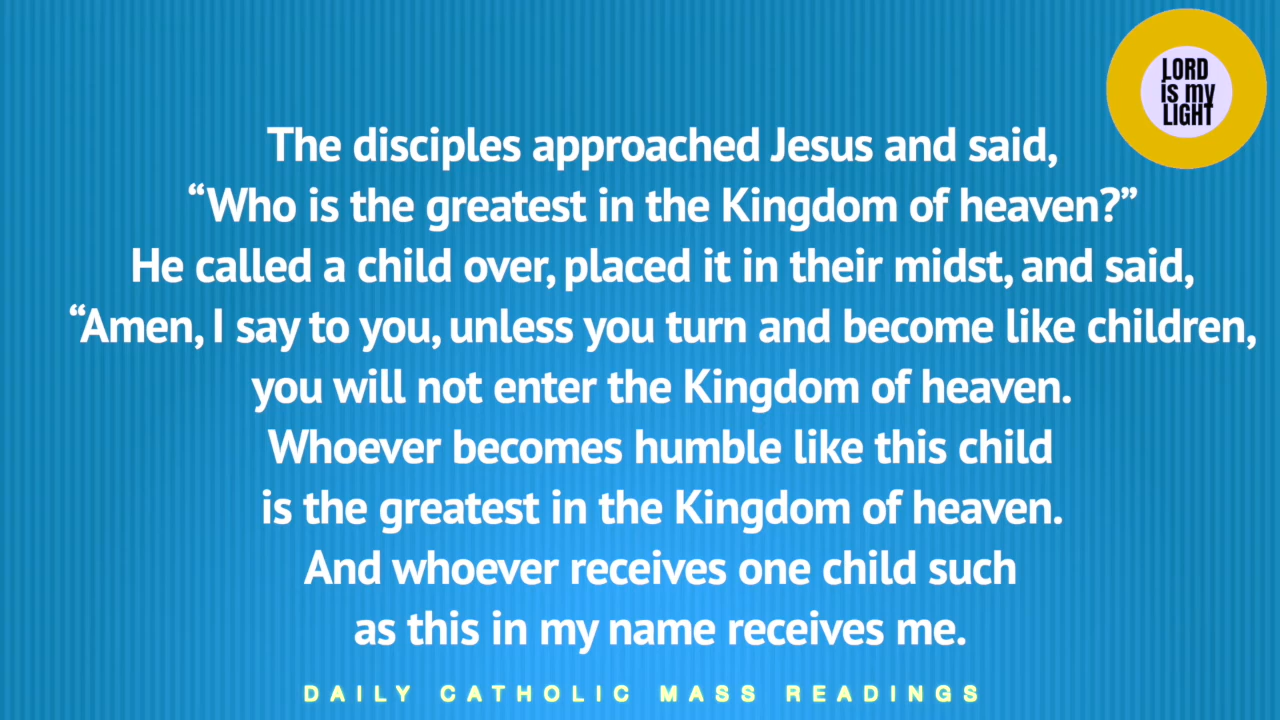 LORD
is my
LIGHT
The disciples approached Jesus and said,
“Who is the greatest in the Kingdom of heaven?”
He called a child over, placed it in their midst, and said,
“Amen, I say to you, unless you turn and become like children,
you will not enter the Kingdom of heaven.
Whoever becomes humble like this child
is the greatest in the Kingdom of heaven.
And whoever receives one child such
as this in my name receives me.
DAILY CATHOLIC MASS READINGS